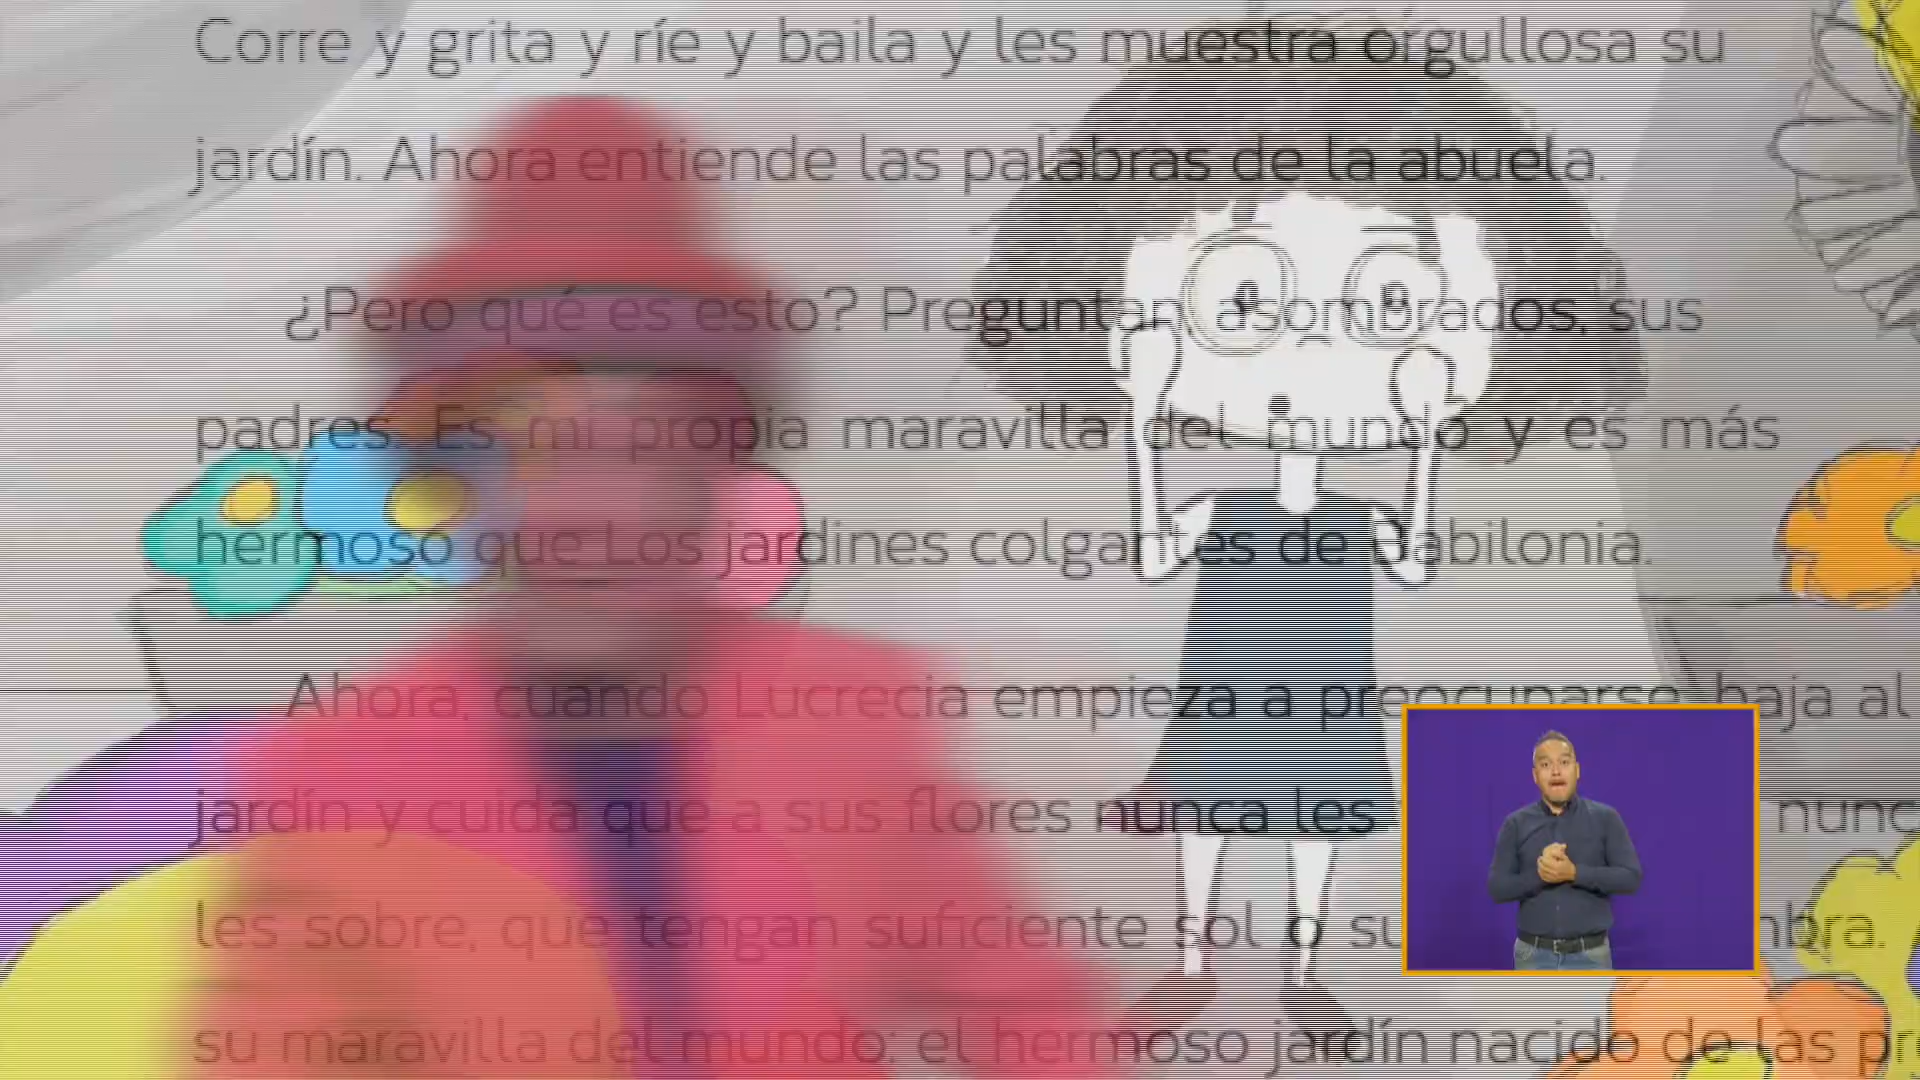 Corre y grita y ríe y baila y les muestra orgullosa su
jardín. Ahora entiende las palabras de la abuela.
¿Pero qué es esto? Preguntan, asombrados, sus
padres. Es mi propia maravilla del mundo y es más
hermoso que Los jardines colgantes de Babilonia.
Ahora, cuando Lucrecia empieza a preocuparse, baja al
jardín y cuida que a sus flores nunca les
les sobre, que tengan suficiente sol o
su maravilla del mundo: el hermoso jardín nacido de las